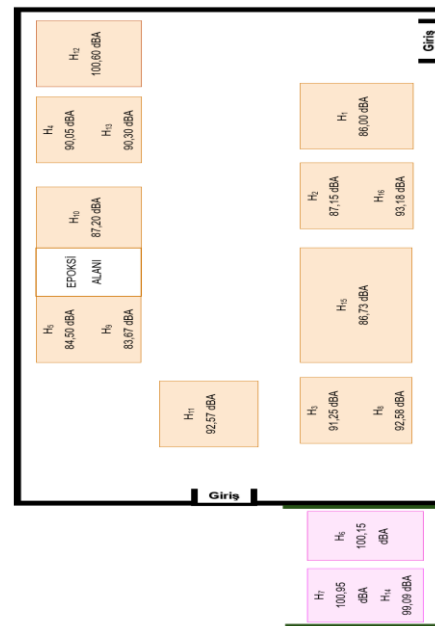 Giriş
H12
100,60 dBA
H4
90,05 dBA
H13
90,30 dBA
H1
86,00 dBA
H2
87,15 dBA
H16
93,18 dBA
H10
87,20 dBA
EPOKSİ
ALANI
H5
84,50 dBA
H9
83,67 dBA
H15
86,73 dBA
H11
92,57 dBA
H3
91,25 dBA
H8
92,58 dBA
Giriş
H6
100,15
dBA
H7
100,95
dBA
H14
99,09 dBA